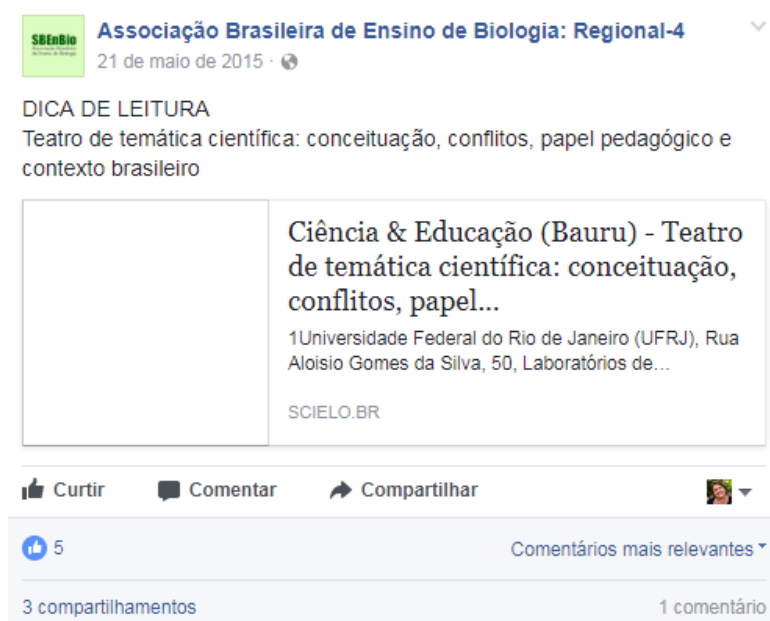 SBEnBio
Associação Brasileira de Ensino de Biologia: Regional-4
21 de maio de 2015 ·
DICA DE LEITURA
Teatro de temática científica: conceituação, conflitos, papel pedagógico e
contexto brasileiro
Ciência & Educação (Bauru) - Teatro
de temática científica: conceituação,
conflitos, papel...
1Universidade Federal do Rio de Janeiro (UFRJ), Rua
Aloisio Gomes da Silva, 50, Laboratórios de...
SCIELO.BR
Curtir Comentar Compartilhar
5 Comentários mais relevantes
3 compartilhamentos 1 comentário